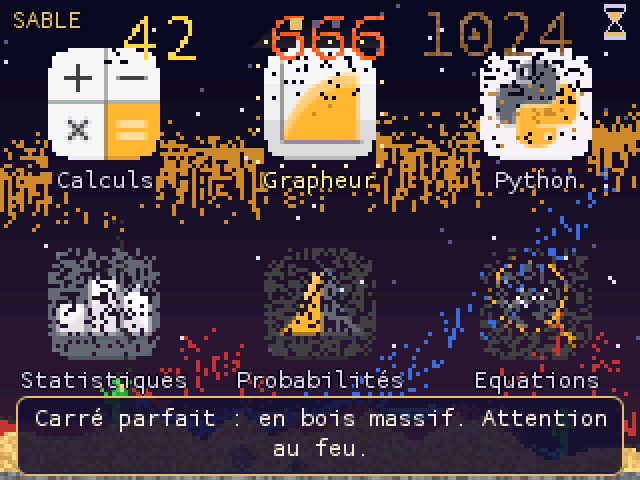 SABLE
42 666 1024
Calculs Grapheur Python
Statistiques Probabilités Equations
Carré parfait : en bois massif. Attention
au feu.